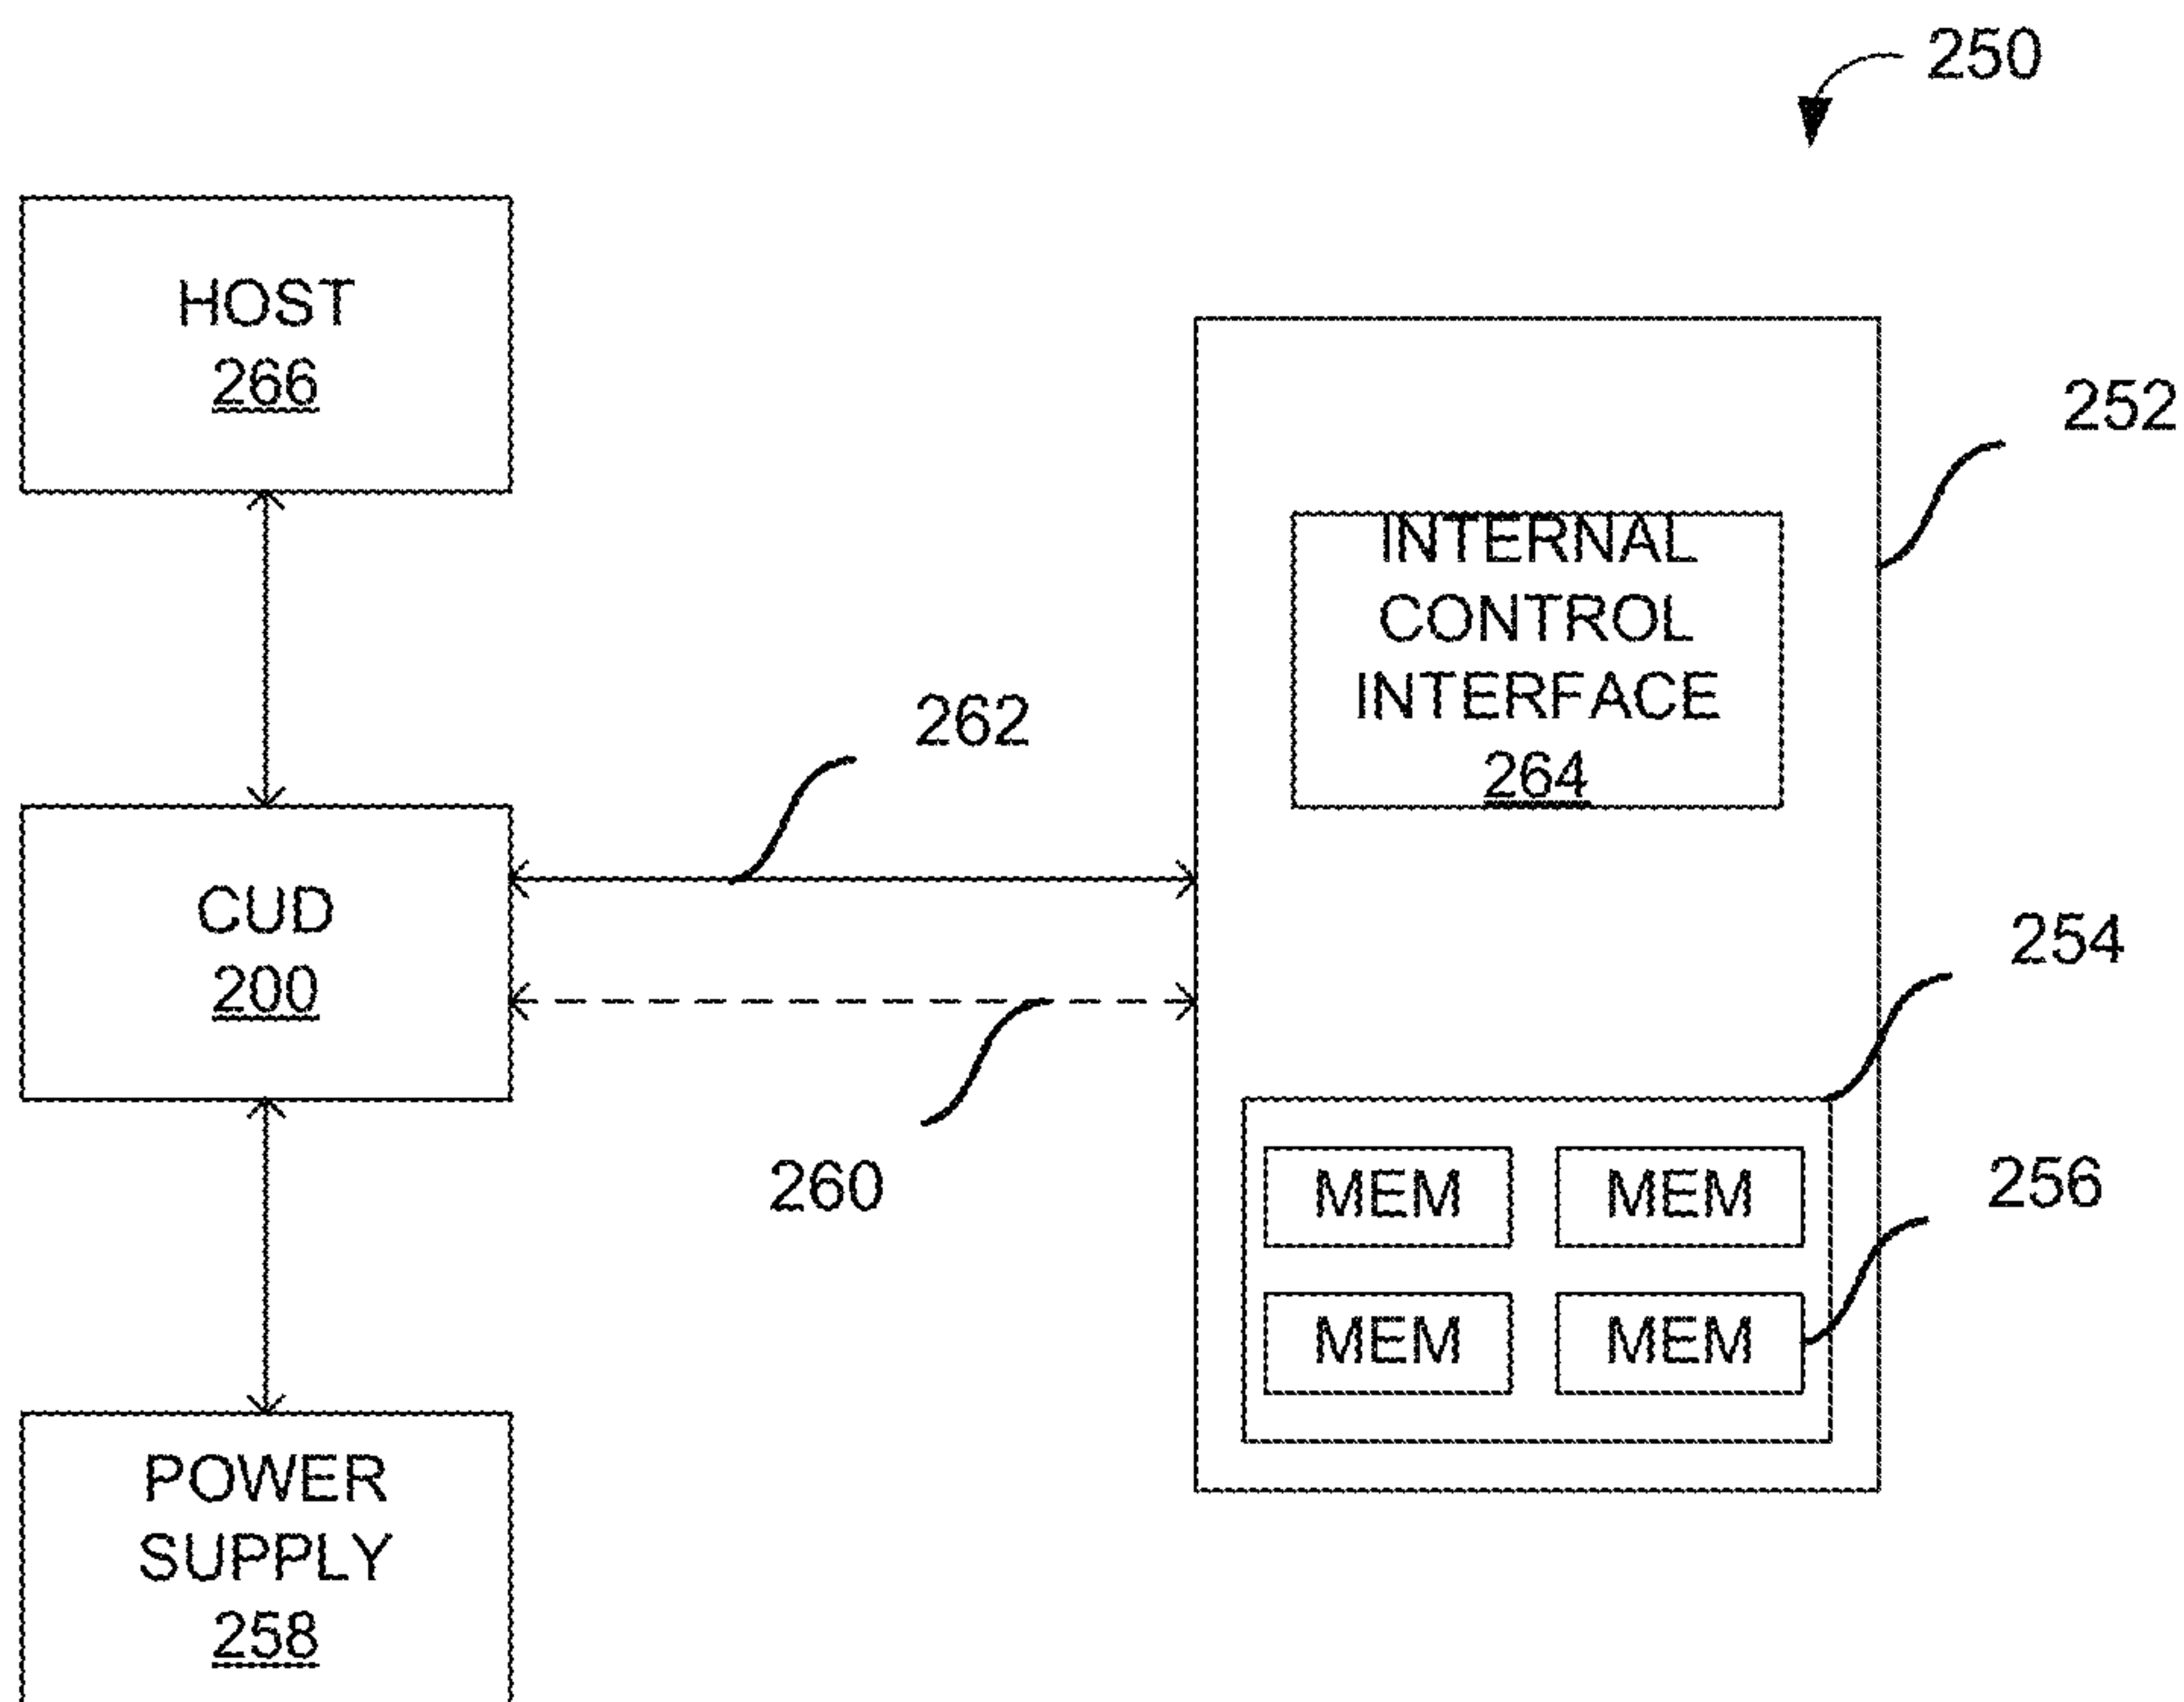 250
HOST
266
252
INTERNAL
CONTROL
INTERFACE
264
262
CUD
200
254
260
256
MEM MEM
MEM MEM
POWER
SUPPLY
258